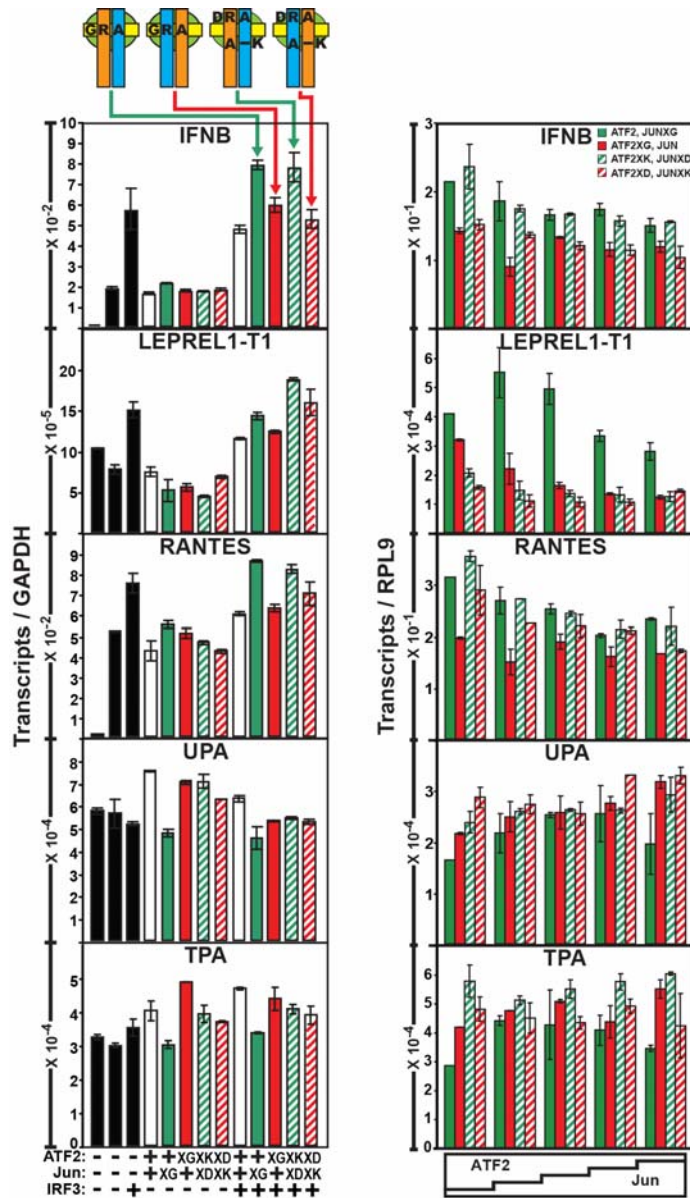 G R A
G R A
D R A
A – K
D R A
A – K
IFNB
10
8
6
5
4
3
2
1
X 10⁻²
LEPREL1-T1
20
15
10
5
X 10⁻⁵
RANTES
9
8
7
6
5
4
3
2
1
X 10⁻²
UPA
8
7
6
5
4
3
2
1
X 10⁻⁴
TPA
5
4
3
2
1
0
X 10⁻⁴
Transcripts / GAPDH
ATF2: - - - + + XG XK XD + + XG XK XD
Jun: - - - + XG + XD XK + XG + XD XK
IRF3: - - + - - - - - + + + + +
IFNB
ATF2, JUNXG
ATF2XG, JUN
ATF2XK, JUNXD
ATF2XD, JUNXK
3
2
1
X 10⁻¹
LEPREL1-T1
6
5
4
3
2
1
X 10⁻⁴
RANTES
3
2
1
X 10⁻¹
UPA
3
2
1
X 10⁻⁴
TPA
6
5
4
3
2
1
0
X 10⁻⁴
Transcripts / RPL9
ATF2
Jun